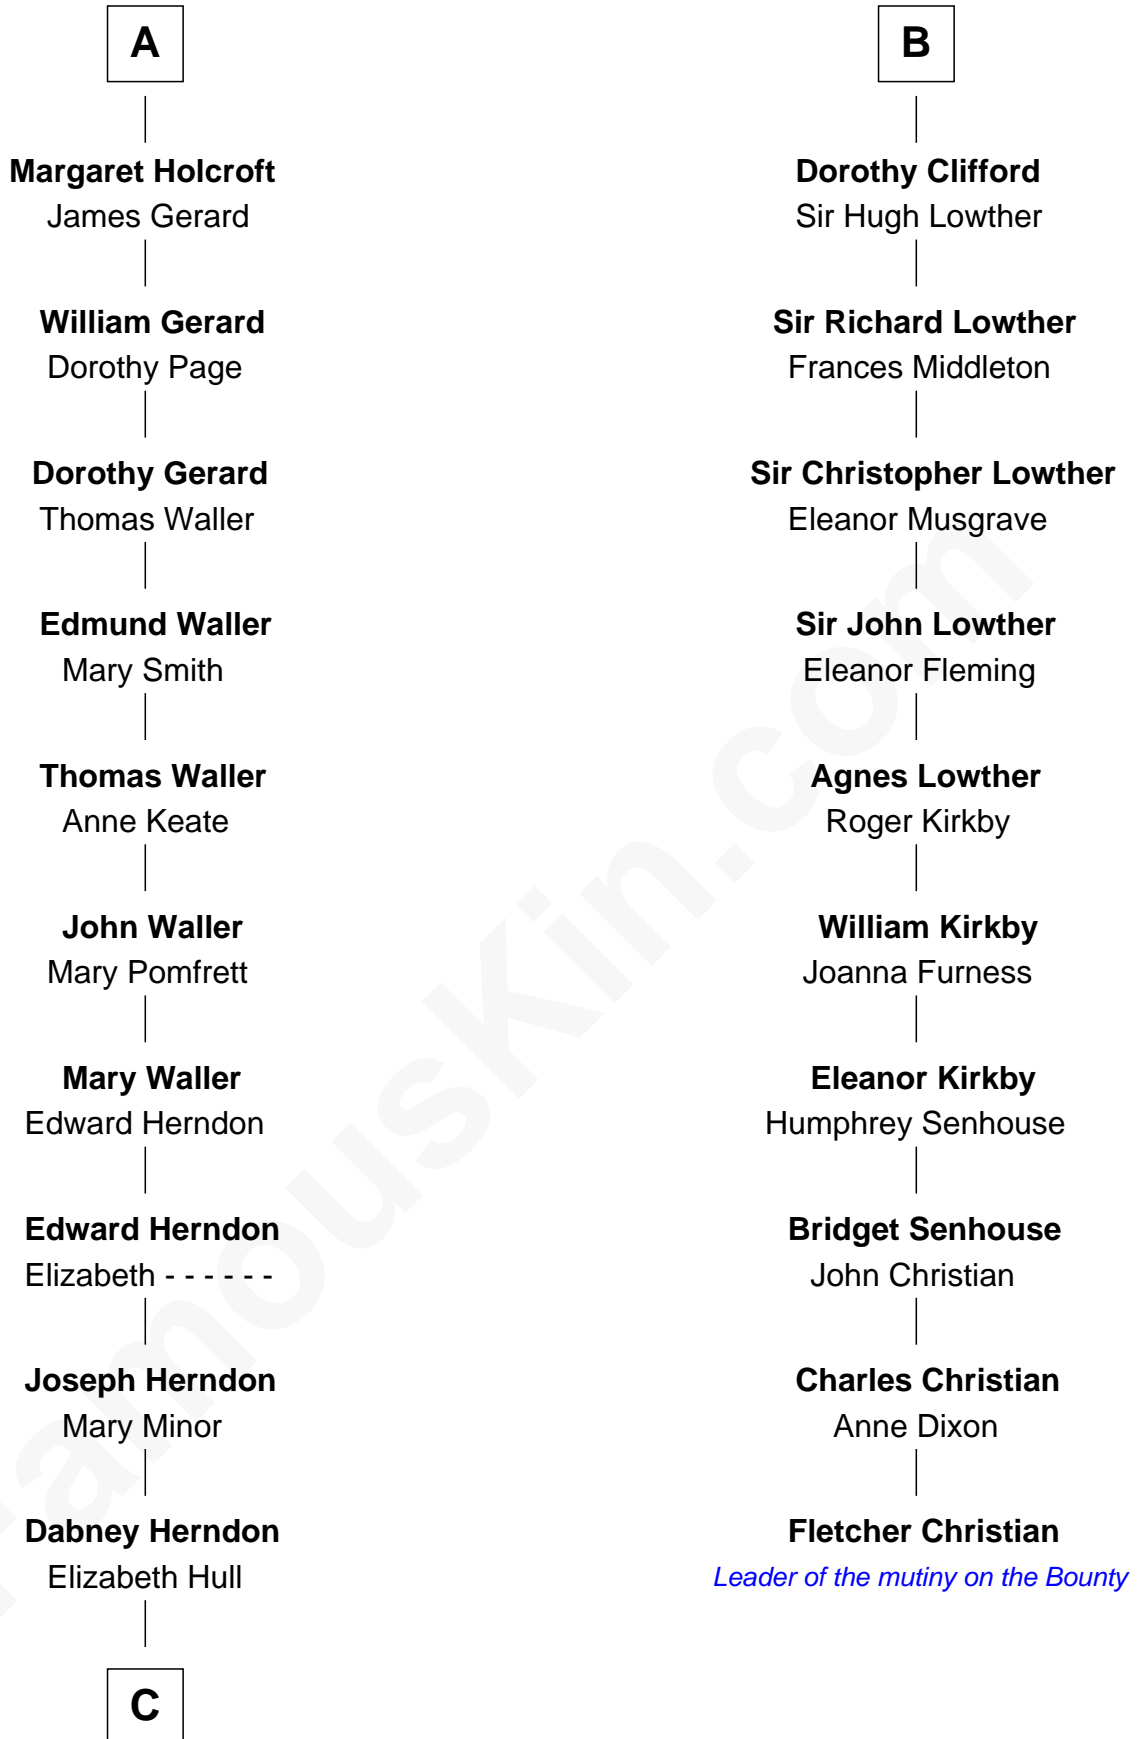 A
Margaret Holcroft
James Gerard
William Gerard
Dorothy Page
Dorothy Gerard
Thomas Waller
Edmund Waller
Mary Smith
Thomas Waller
Anne Keate
John Waller
Mary Pomfrett
Mary Waller
Edward Herndon
Edward Herndon
Elizabeth - - - - - -
Joseph Herndon
Mary Minor
Dabney Herndon
Elizabeth Hull
C
B
Dorothy Clifford
Sir Hugh Lowther
Sir Richard Lowther
Frances Middleton
Sir Christopher Lowther
Eleanor Musgrave
Sir John Lowther
Eleanor Fleming
Agnes Lowther
Roger Kirkby
William Kirkby
Joanna Furness
Eleanor Kirkby
Humphrey Senhouse
Bridget Senhouse
John Christian
Charles Christian
Anne Dixon
Fletcher Christian
Leader of the mutiny on the Bounty
FamousKin.com